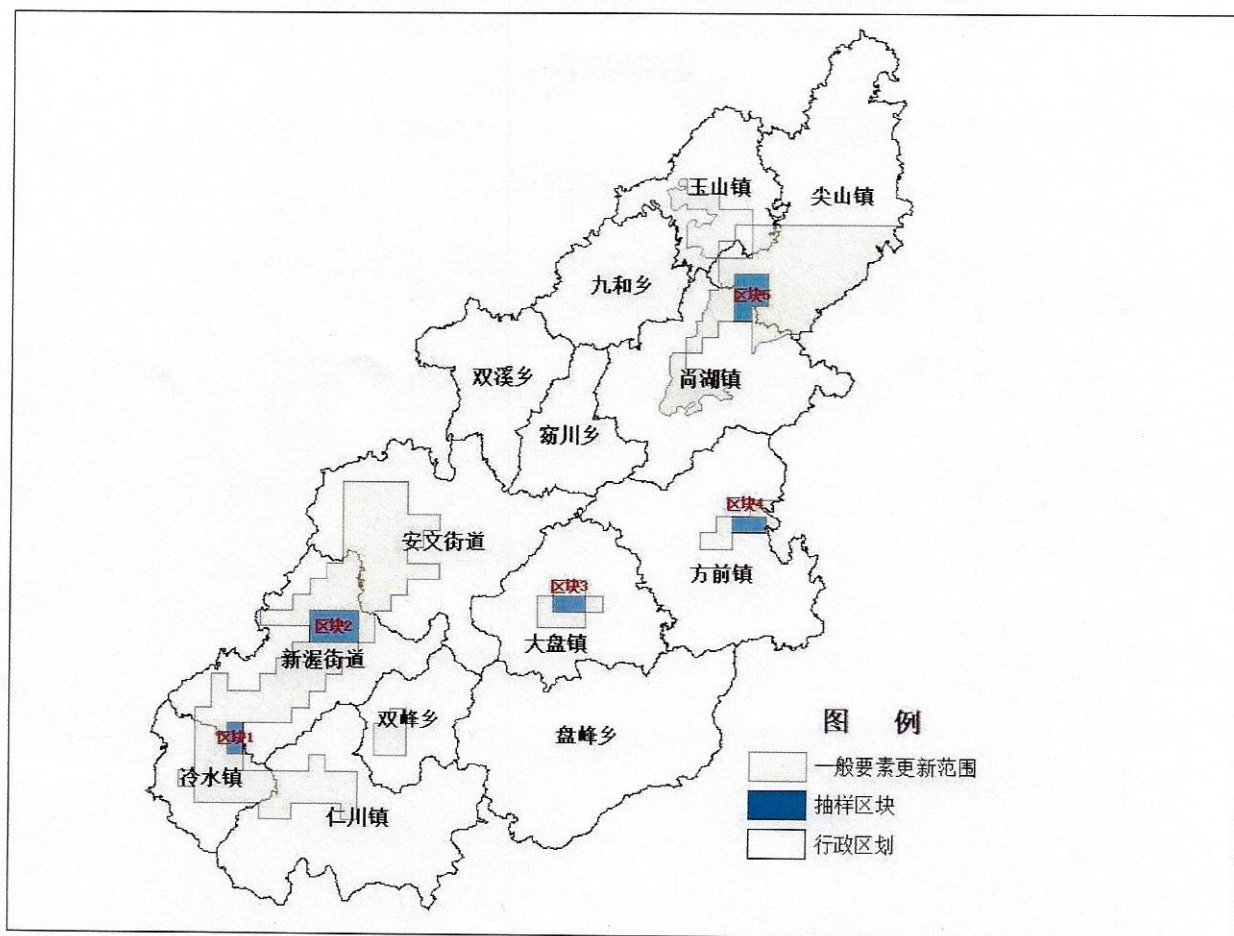 玉山镇
尖山镇
九和乡
区块5
双溪乡
尚湖镇
窈川乡
区块4
安文街道
方前镇
区块3
区块2
大盘镇
新渥街道
双峰乡
盘峰乡
区块1
冷水镇
仁川镇
图 例
一般要素更新范围
抽样区块
行政区划